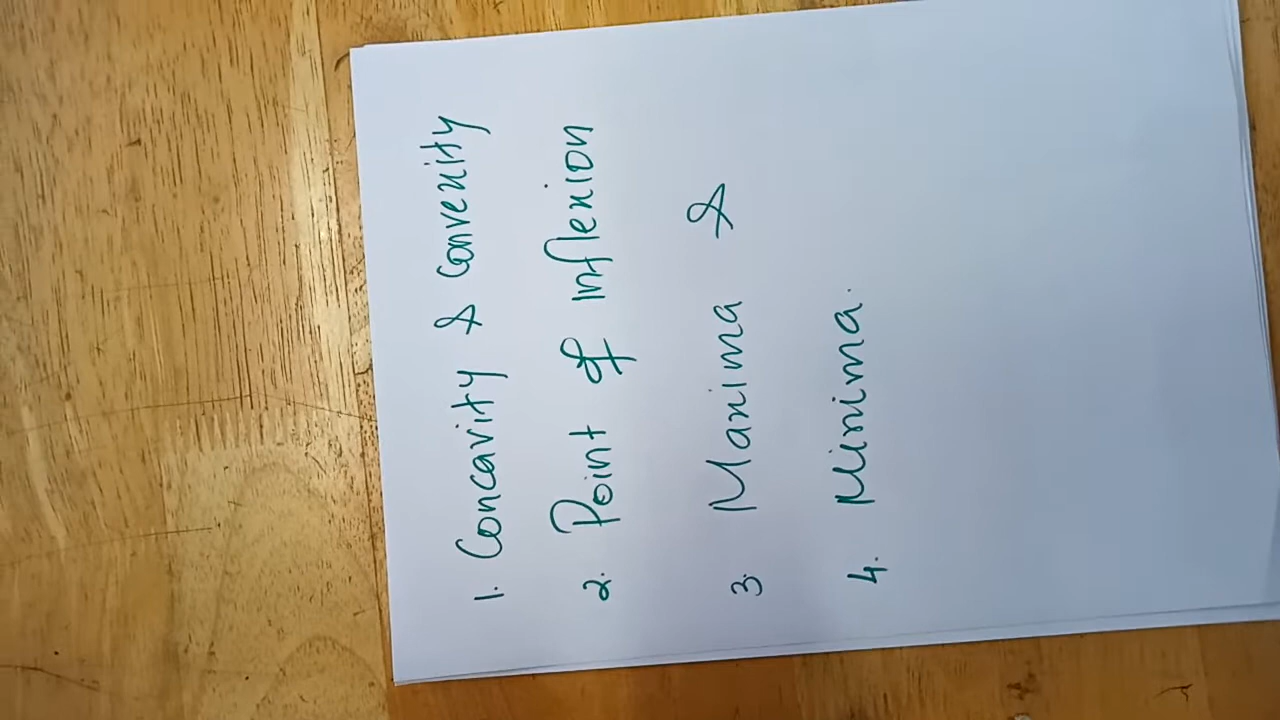 1. Concavity & Convexity
2. Point of inflexion
3. Maxima &
4. Minima.